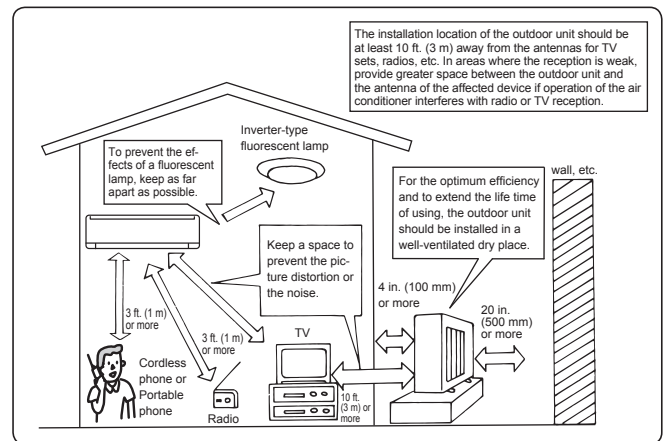 The installation location of the outdoor unit should be
at least 10 ft. (3 m) away from the antennas for TV
sets, radios, etc. In areas where the reception is weak,
provide greater space between the outdoor unit and
the antenna of the affected device if operation of the air
conditioner interferes with radio or TV reception.
Inverter-type
fluorescent lamp
To prevent the ef-
fects of a fluorescent
lamp, keep as far
apart as possible.
wall, etc.
For the optimum efficiency
and to extend the life time
of using, the outdoor unit
should be installed in a
well-ventilated dry place.
Keep a space to
prevent the pic-
ture distortion or
the noise.
4 in. (100 mm)
or more
20 in.
(500 mm)
or more
3 ft. (1 m)
or more
3 ft. (1 m)
or more
TV
Cordless
phone or
Portable
phone
Radio
10 ft.
(3 m) or
more